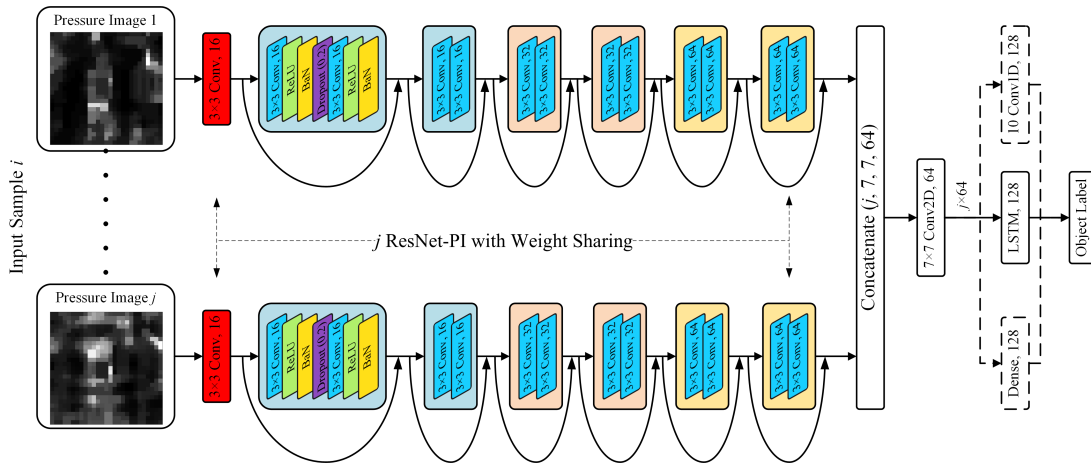 Input Sample i
Pressure Image 1
3×3 Conv, 16
3×3 Conv, 16
ReLU
BaN
Dropout (0,2)
3×3 Conv, 16
ReLU
BaN
3×3 Conv, 16
3×3 Conv, 16
3×3 Conv, 32
3×3 Conv, 32
3×3 Conv, 32
3×3 Conv, 32
3×3 Conv, 64
3×3 Conv, 64
3×3 Conv, 64
3×3 Conv, 64
j ResNet-PI with Weight Sharing
Pressure Image j
3×3 Conv, 16
3×3 Conv, 16
ReLU
BaN
Dropout (0,2)
3×3 Conv, 16
ReLU
BaN
3×3 Conv, 16
3×3 Conv, 16
3×3 Conv, 32
3×3 Conv, 32
3×3 Conv, 32
3×3 Conv, 32
3×3 Conv, 64
3×3 Conv, 64
3×3 Conv, 64
3×3 Conv, 64
Concatenate (j, 7, 7, 64)
7×7 Conv2D, 64
j×64
10 Conv1D, 128
LSTM, 128
Dense, 128
Object Label